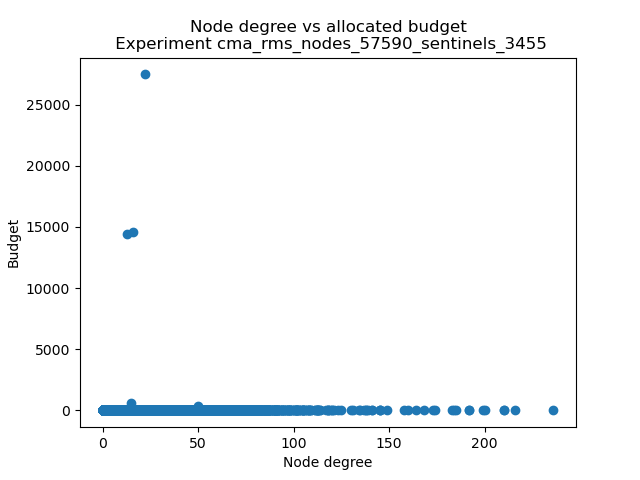 Node degree vs allocated budget
Experiment cma_rms_nodes_57590_sentinels_3455
25000
20000
15000
10000
5000
0
Budget
0
50
100
150
200
Node degree